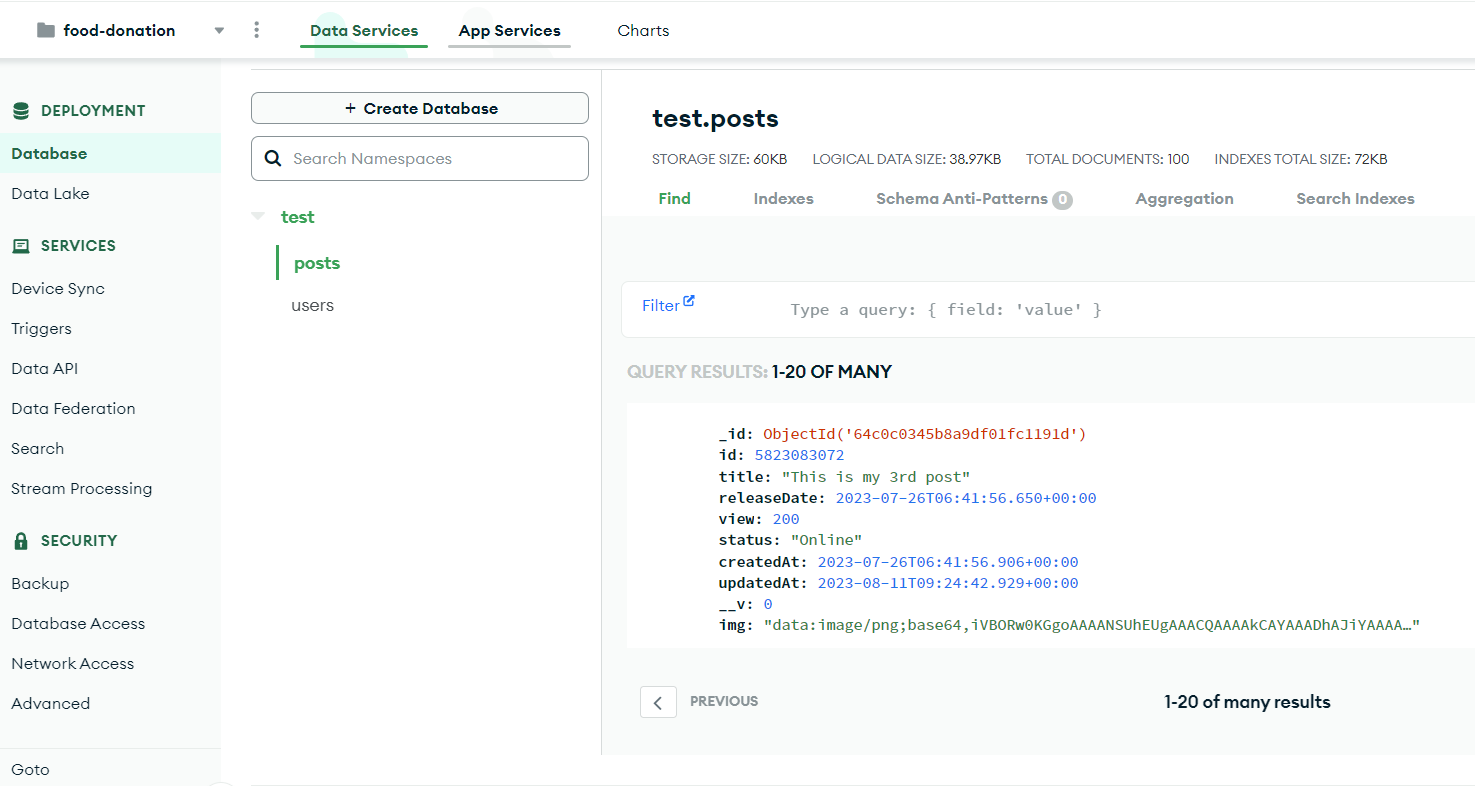 food-donation
Data Services
App Services
Charts
DEPLOYMENT
Database
Data Lake
SERVICES
Device Sync
Triggers
Data API
Data Federation
Search
Stream Processing
SECURITY
Backup
Database Access
Network Access
Advanced
Goto
+ Create Database
Search Namespaces
test
posts
users
test.posts
STORAGE SIZE: 60KB LOGICAL DATA SIZE: 38.97KB TOTAL DOCUMENTS: 100 INDEXES TOTAL SIZE: 72KB
Find Indexes Schema Anti-Patterns 0 Aggregation Search Indexes
Filter Type a query: { field: 'value' }
QUERY RESULTS: 1-20 OF MANY
_id: ObjectId('64c0c0345b8a9df01fc1191d')
id: 5823083072
title: "This is my 3rd post"
releaseDate: 2023-07-26T06:41:56.650+00:00
view: 200
status: "Online"
createdAt: 2023-07-26T06:41:56.906+00:00
updatedAt: 2023-08-11T09:24:42.929+00:00
__v: 0
img: "data:image/png;base64,iVBORw0KGgoAAAANSUhEUgAAACQAAAAkCAYAAADhAJiYAAAA…"
PREVIOUS
1-20 of many results